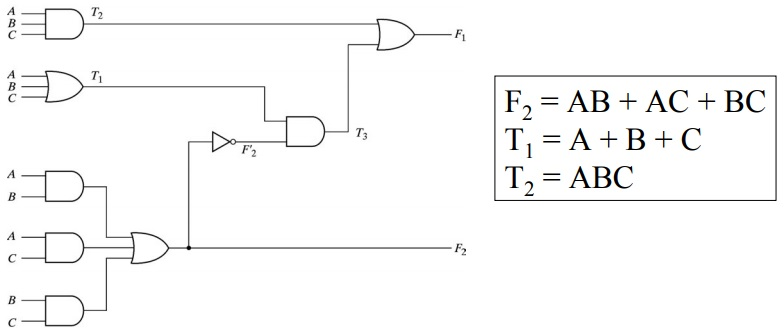 A
B
C
T2
F1
A
B
C
T1
T3
F'2
A
B
A
C
F2
B
C
F2 = AB + AC + BC
T1 = A + B + C
T2 = ABC